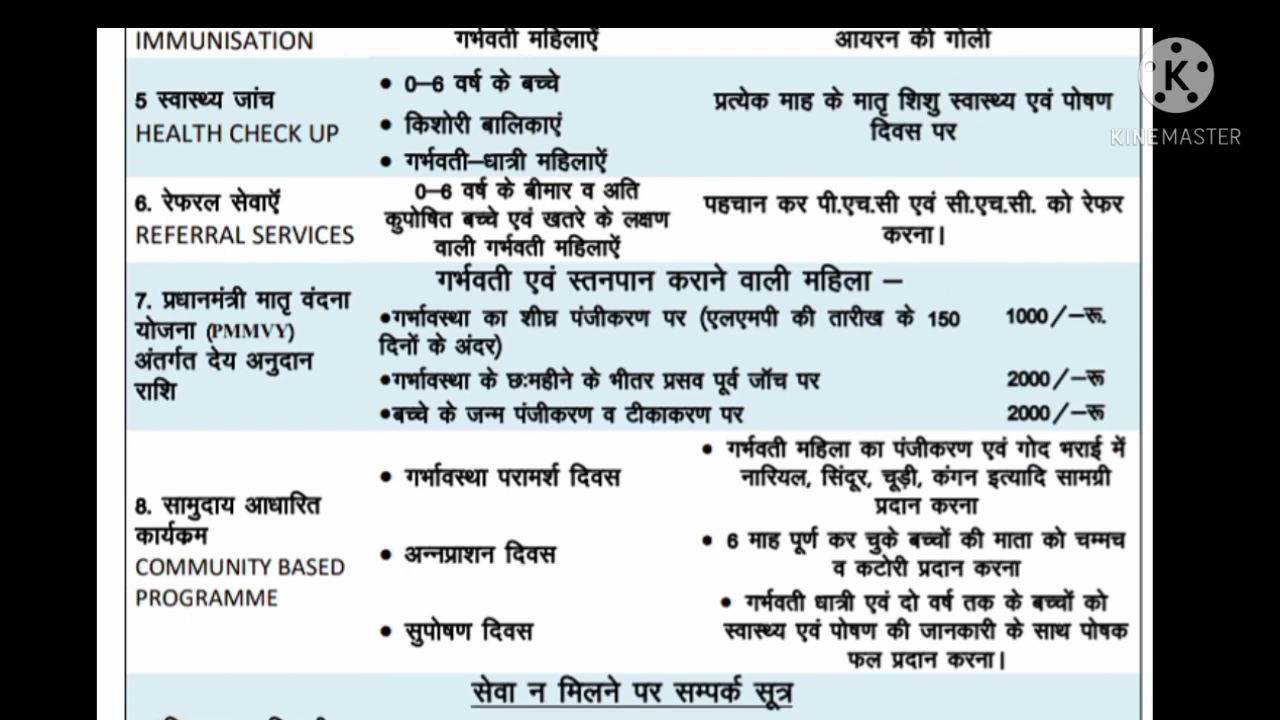 IMMUNISATION
गर्भवती महिलाऐं
आयरन की गोली
5 स्वास्थ्य जांच
HEALTH CHECK UP
• 0–6 वर्ष के बच्चे
• किशोरी बालिकाएं
• गर्भवती–धात्री महिलाऐं
प्रत्येक माह के मातृ शिशु स्वास्थ्य एवं पोषण
दिवस पर
K
KINEMASTER
6. रेफरल सेवाऐं
REFERRAL SERVICES
0–6 वर्ष के बीमार व अति
कुपोषित बच्चे एवं खतरे के लक्षण
वाली गर्भवती महिलाऐं
पहचान कर पी.एच.सी एवं सी.एच.सी. को रेफर
करना।
7. प्रधानमंत्री मातृ वंदना
योजना (PMMVY)
अंतर्गत देय अनुदान
राशि
गर्भवती एवं स्तनपान कराने वाली महिला –
•गर्भावस्था का शीघ्र पंजीकरण पर (एलएमपी की तारीख के 150
दिनों के अंदर)
1000/–रू.
•गर्भावस्था के छःमहीने के भीतर प्रसव पूर्व जॉच पर
2000/–रू
•बच्चे के जन्म पंजीकरण व टीकाकरण पर
2000/–रू
8. सामुदाय आधारित
कार्यकम
COMMUNITY BASED
PROGRAMME
• गर्भावस्था परामर्श दिवस
• गर्भवती महिला का पंजीकरण एवं गोद भराई में
नारियल, सिंदूर, चूड़ी, कंगन इत्यादि सामग्री
प्रदान करना
• अन्नप्राशन दिवस
• 6 माह पूर्ण कर चुके बच्चों की माता को चम्मच
व कटोरी प्रदान करना
• सुपोषण दिवस
• गर्भवती धात्री एवं दो वर्ष तक के बच्चों को
स्वास्थ्य एवं पोषण की जानकारी के साथ पोषक
फल प्रदान करना।
सेवा न मिलने पर सम्पर्क सूत्र